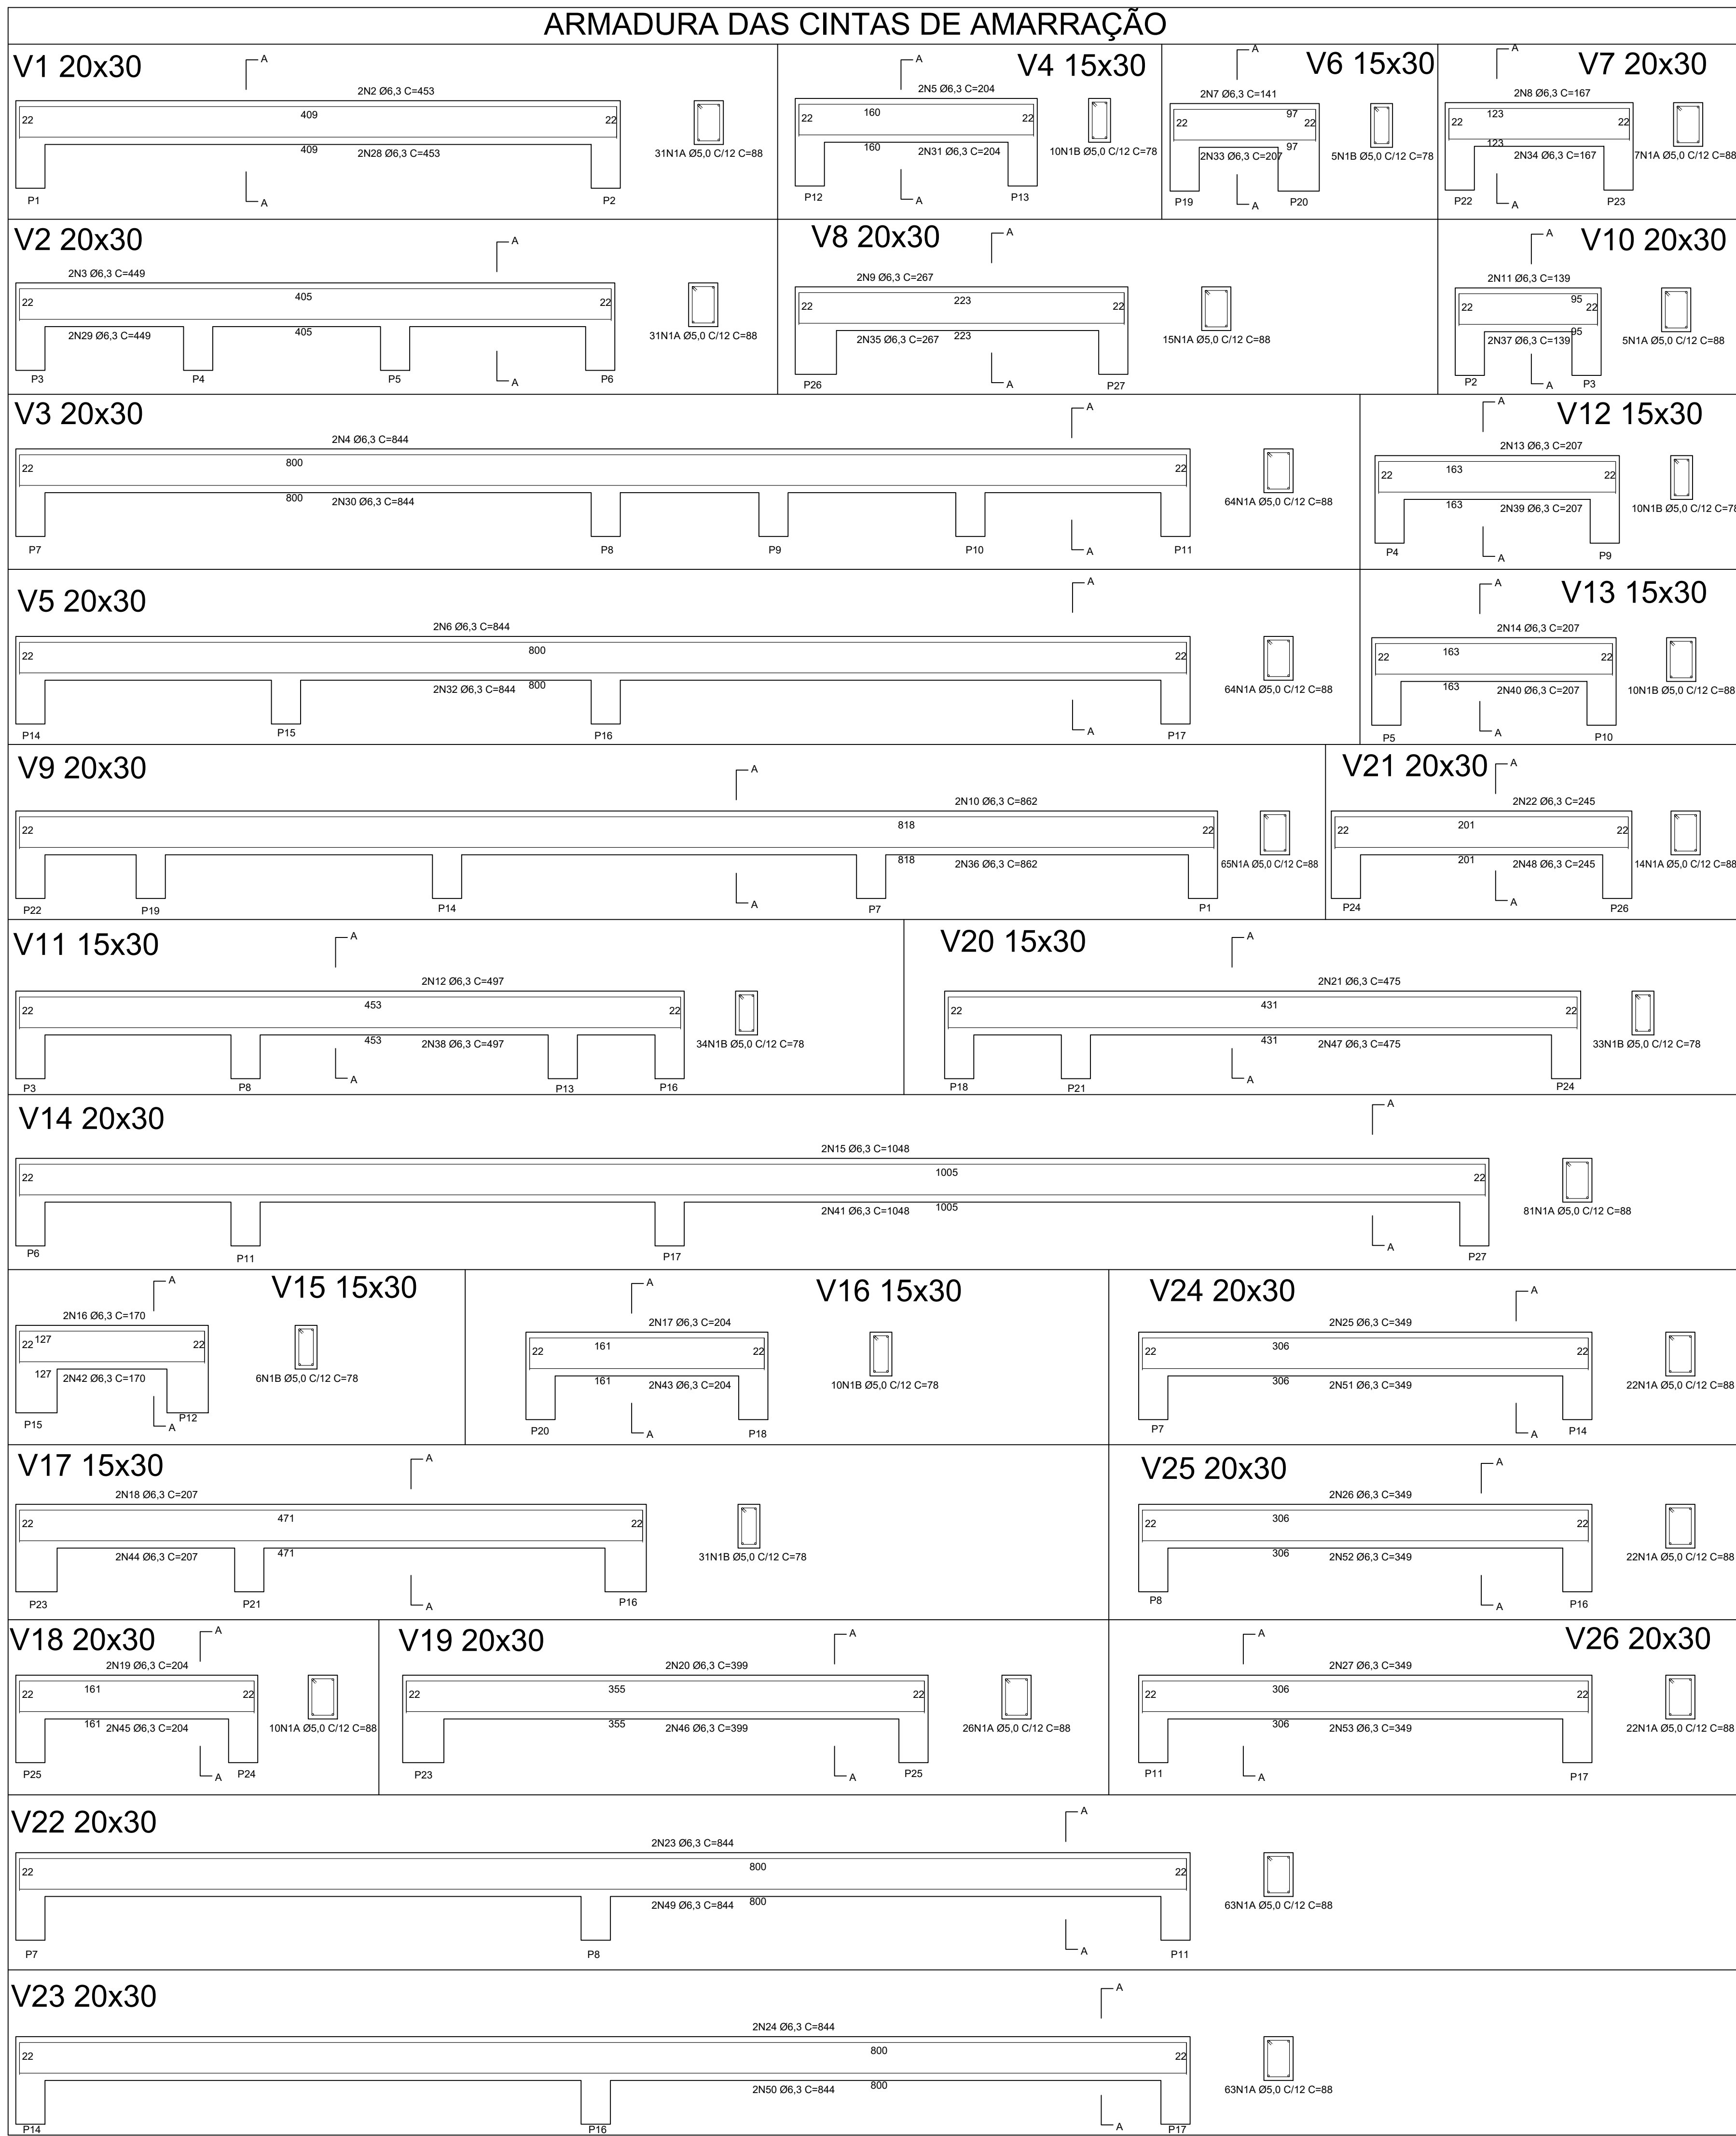 ARMADURA DAS CINTAS DE AMARRAÇÃO
V1 20x30
A
2N2 Ø6,3 C=453
22
409
22
409
2N28 Ø6,3 C=453
31N1A Ø5,0 C/12 C=88
P1
P2
A
V4 15x30
A
2N5 Ø6,3 C=204
22
160
22
160
2N31 Ø6,3 C=204
10N1B Ø5,0 C/12 C=78
P12
P13
A
V6 15x30
A
2N7 Ø6,3 C=141
97
22
22
97
2N33 Ø6,3 C=207
5N1B Ø5,0 C/12 C=78
P19
P20
A
V7 20x30
A
2N8 Ø6,3 C=167
123
22
22
123
2N34 Ø6,3 C=167
7N1A Ø5,0 C/12 C=88
P22
P23
A
V2 20x30
A
2N3 Ø6,3 C=449
22
405
22
2N29 Ø6,3 C=449
405
31N1A Ø5,0 C/12 C=88
P3
P4
P5
P6
A
V8 20x30
A
2N9 Ø6,3 C=267
22
223
22
2N35 Ø6,3 C=267
223
15N1A Ø5,0 C/12 C=88
P26
P27
A
V10 20x30
A
2N11 Ø6,3 C=139
95
22
22
95
2N37 Ø6,3 C=139
5N1A Ø5,0 C/12 C=88
P2
P3
A
V3 20x30
A
2N4 Ø6,3 C=844
22
800
22
800
2N30 Ø6,3 C=844
64N1A Ø5,0 C/12 C=88
P7
P8
P9
P10
P11
A
V12 15x30
A
2N13 Ø6,3 C=207
22
163
22
163
2N39 Ø6,3 C=207
10N1B Ø5,0 C/12 C=78
P4
P9
A
V5 20x30
A
2N6 Ø6,3 C=844
22
800
22
2N32 Ø6,3 C=844
800
64N1A Ø5,0 C/12 C=88
P14
P15
P16
P17
A
V13 15x30
A
2N14 Ø6,3 C=207
22
163
22
163
2N40 Ø6,3 C=207
10N1B Ø5,0 C/12 C=88
P5
P10
A
V9 20x30
A
2N10 Ø6,3 C=862
22
818
22
818
2N36 Ø6,3 C=862
65N1A Ø5,0 C/12 C=88
P22
P19
P14
P7
P1
A
V21 20x30
A
2N22 Ø6,3 C=245
22
201
22
201
2N48 Ø6,3 C=245
14N1A Ø5,0 C/12 C=88
P24
P26
A
V11 15x30
A
2N12 Ø6,3 C=497
22
453
22
453
2N38 Ø6,3 C=497
34N1B Ø5,0 C/12 C=78
P3
P8
P13
P16
A
V20 15x30
A
2N21 Ø6,3 C=475
22
431
22
431
2N47 Ø6,3 C=475
33N1B Ø5,0 C/12 C=78
P18
P21
P24
A
V14 20x30
A
2N15 Ø6,3 C=1048
22
1005
22
2N41 Ø6,3 C=1048
1005
81N1A Ø5,0 C/12 C=88
P6
P11
P17
P27
A
V15 15x30
A
2N16 Ø6,3 C=170
22
127
22
127
2N42 Ø6,3 C=170
6N1B Ø5,0 C/12 C=78
P15
P12
A
V16 15x30
A
2N17 Ø6,3 C=204
22
161
22
161
2N43 Ø6,3 C=204
10N1B Ø5,0 C/12 C=78
P20
P18
A
V24 20x30
A
2N25 Ø6,3 C=349
22
306
22
306
2N51 Ø6,3 C=349
22N1A Ø5,0 C/12 C=88
P7
P14
A
V17 15x30
A
2N18 Ø6,3 C=207
22
471
22
2N44 Ø6,3 C=207
471
31N1B Ø5,0 C/12 C=78
P23
P21
P16
A
V25 20x30
A
2N26 Ø6,3 C=349
22
306
22
306
2N52 Ø6,3 C=349
22N1A Ø5,0 C/12 C=88
P8
P16
A
V18 20x30
A
2N19 Ø6,3 C=204
22
161
22
161
2N45 Ø6,3 C=204
10N1A Ø5,0 C/12 C=88
P25
P24
A
V19 20x30
A
2N20 Ø6,3 C=399
22
355
22
355
2N46 Ø6,3 C=399
26N1A Ø5,0 C/12 C=88
P23
P25
A
V26 20x30
A
2N27 Ø6,3 C=349
22
306
22
306
2N53 Ø6,3 C=349
22N1A Ø5,0 C/12 C=88
P11
P17
A
V22 20x30
A
2N23 Ø6,3 C=844
22
800
22
2N49 Ø6,3 C=844
800
63N1A Ø5,0 C/12 C=88
P7
P8
P11
A
V23 20x30
A
2N24 Ø6,3 C=844
22
800
22
2N50 Ø6,3 C=844
800
63N1A Ø5,0 C/12 C=88
P14
P16
P17
A